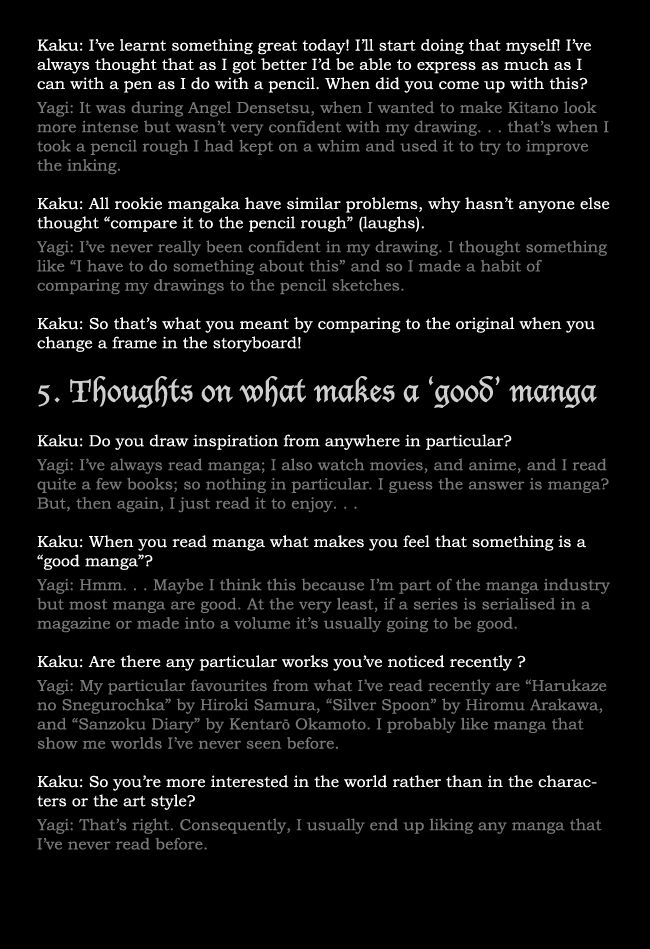 Kaku: I've learnt something great today! I'll start doing that myself! I've
always thought that as I got better I'd be able to express as much as I
can with a pen as I do with a pencil. When did you come up with this?
Yagi: It was during Angel Densetsu, when I wanted to make Kitano look
more intense but wasn't very confident with my drawing. . . that's when I
took a pencil rough I had kept on a whim and used it to try to improve
the inking.
Kaku: All rookie mangaka have similar problems, why hasn't anyone else
thought “compare it to the pencil rough” (laughs).
Yagi: I've never really been confident in my drawing. I thought something
like “I have to do something about this” and so I made a habit of
comparing my drawings to the pencil sketches.
Kaku: So that's what you meant by comparing to the original when you
change a frame in the storyboard!
5. Thoughts on what makes a ‘good’ manga
Kaku: Do you draw inspiration from anywhere in particular?
Yagi: I've always read manga; I also watch movies, and anime, and I read
quite a few books; so nothing in particular. I guess the answer is manga?
But, then again, I just read it to enjoy. . .
Kaku: When you read manga what makes you feel that something is a
“good manga”?
Yagi: Hmm. . . Maybe I think this because I'm part of the manga industry
but most manga are good. At the very least, if a series is serialised in a
magazine or made into a volume it's usually going to be good.
Kaku: Are there any particular works you've noticed recently ?
Yagi: My particular favourites from what I've read recently are “Harukaze
no Snegurochka” by Hiroki Samura, “Silver Spoon” by Hiromu Arakawa,
and “Sanzoku Diary” by Kentarō Okamoto. I probably like manga that
show me worlds I've never seen before.
Kaku: So you're more interested in the world rather than in the charac-
ters or the art style?
Yagi: That's right. Consequently, I usually end up liking any manga that
I've never read before.